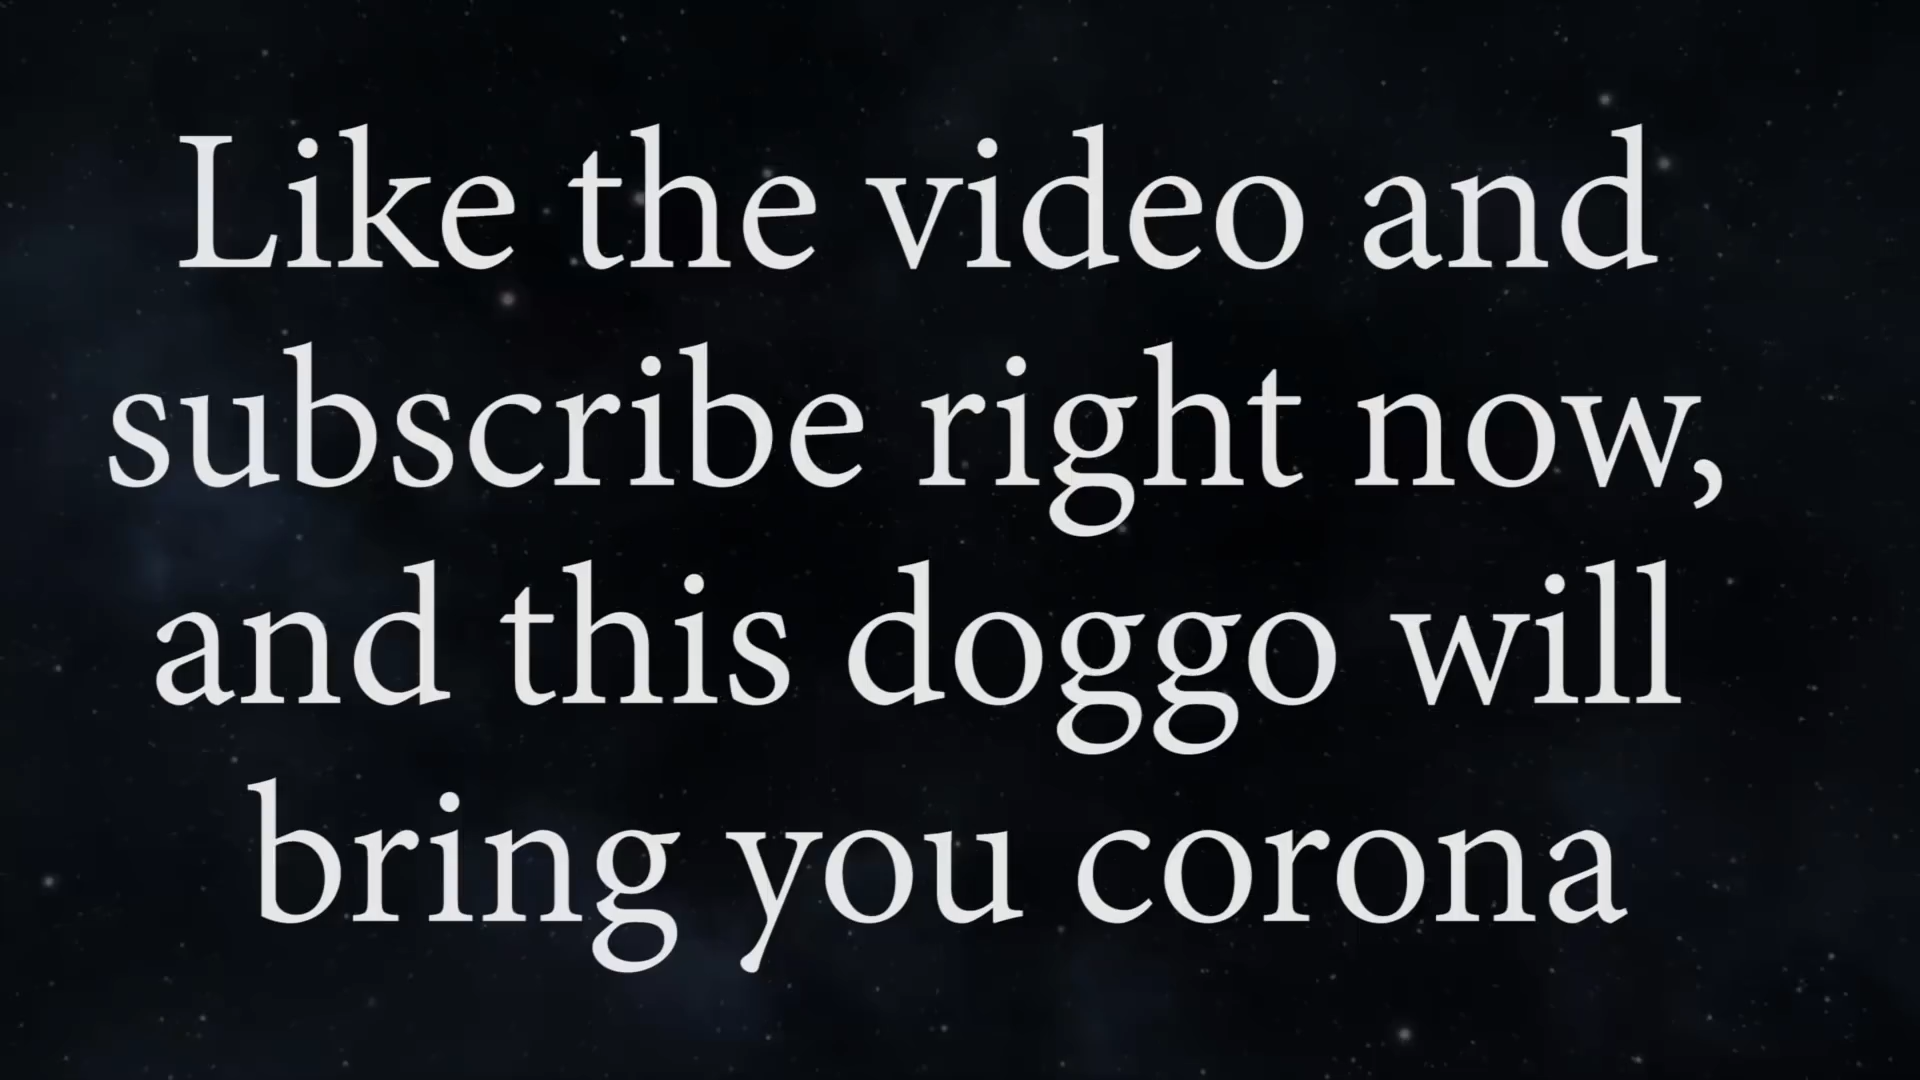 Like the video and
subscribe right now,
and this doggo will
bring you corona